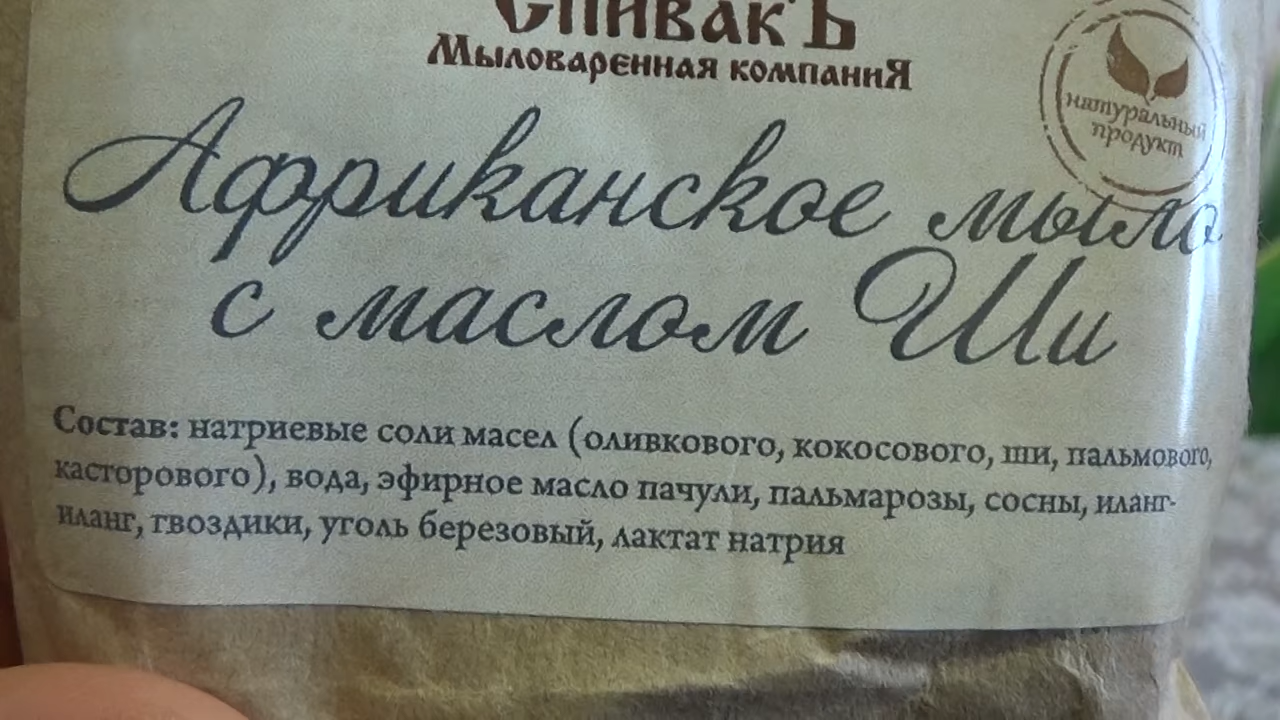 СпивакЪ
Мыловаренная компаниЯ
натуральный
продукт
Африканское мыло
с маслом Ши
Состав: натриевые соли масел (оливкового, кокосового, ши, пальмового,
касторового), вода, эфирное масло пачули, пальмарозы, сосны, иланг-
иланг, гвоздики, уголь березовый, лактат натрия